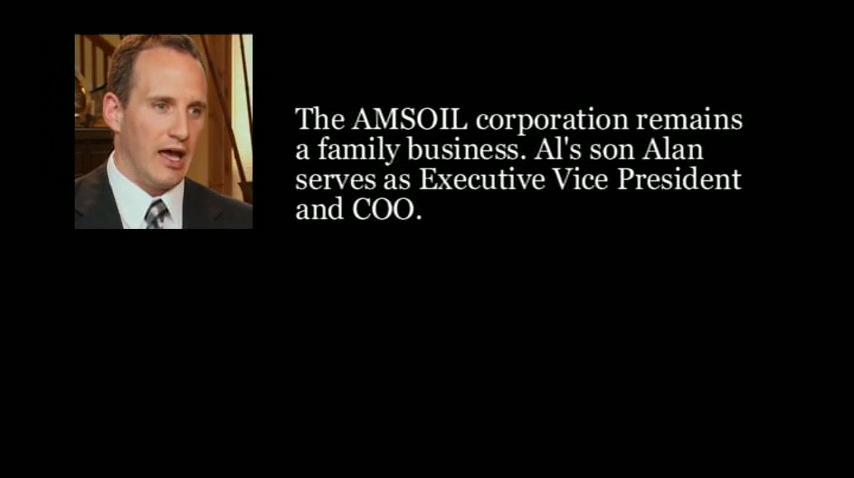 The AMSOIL corporation remains
a family business. Al's son Alan
serves as Executive Vice President
and COO.